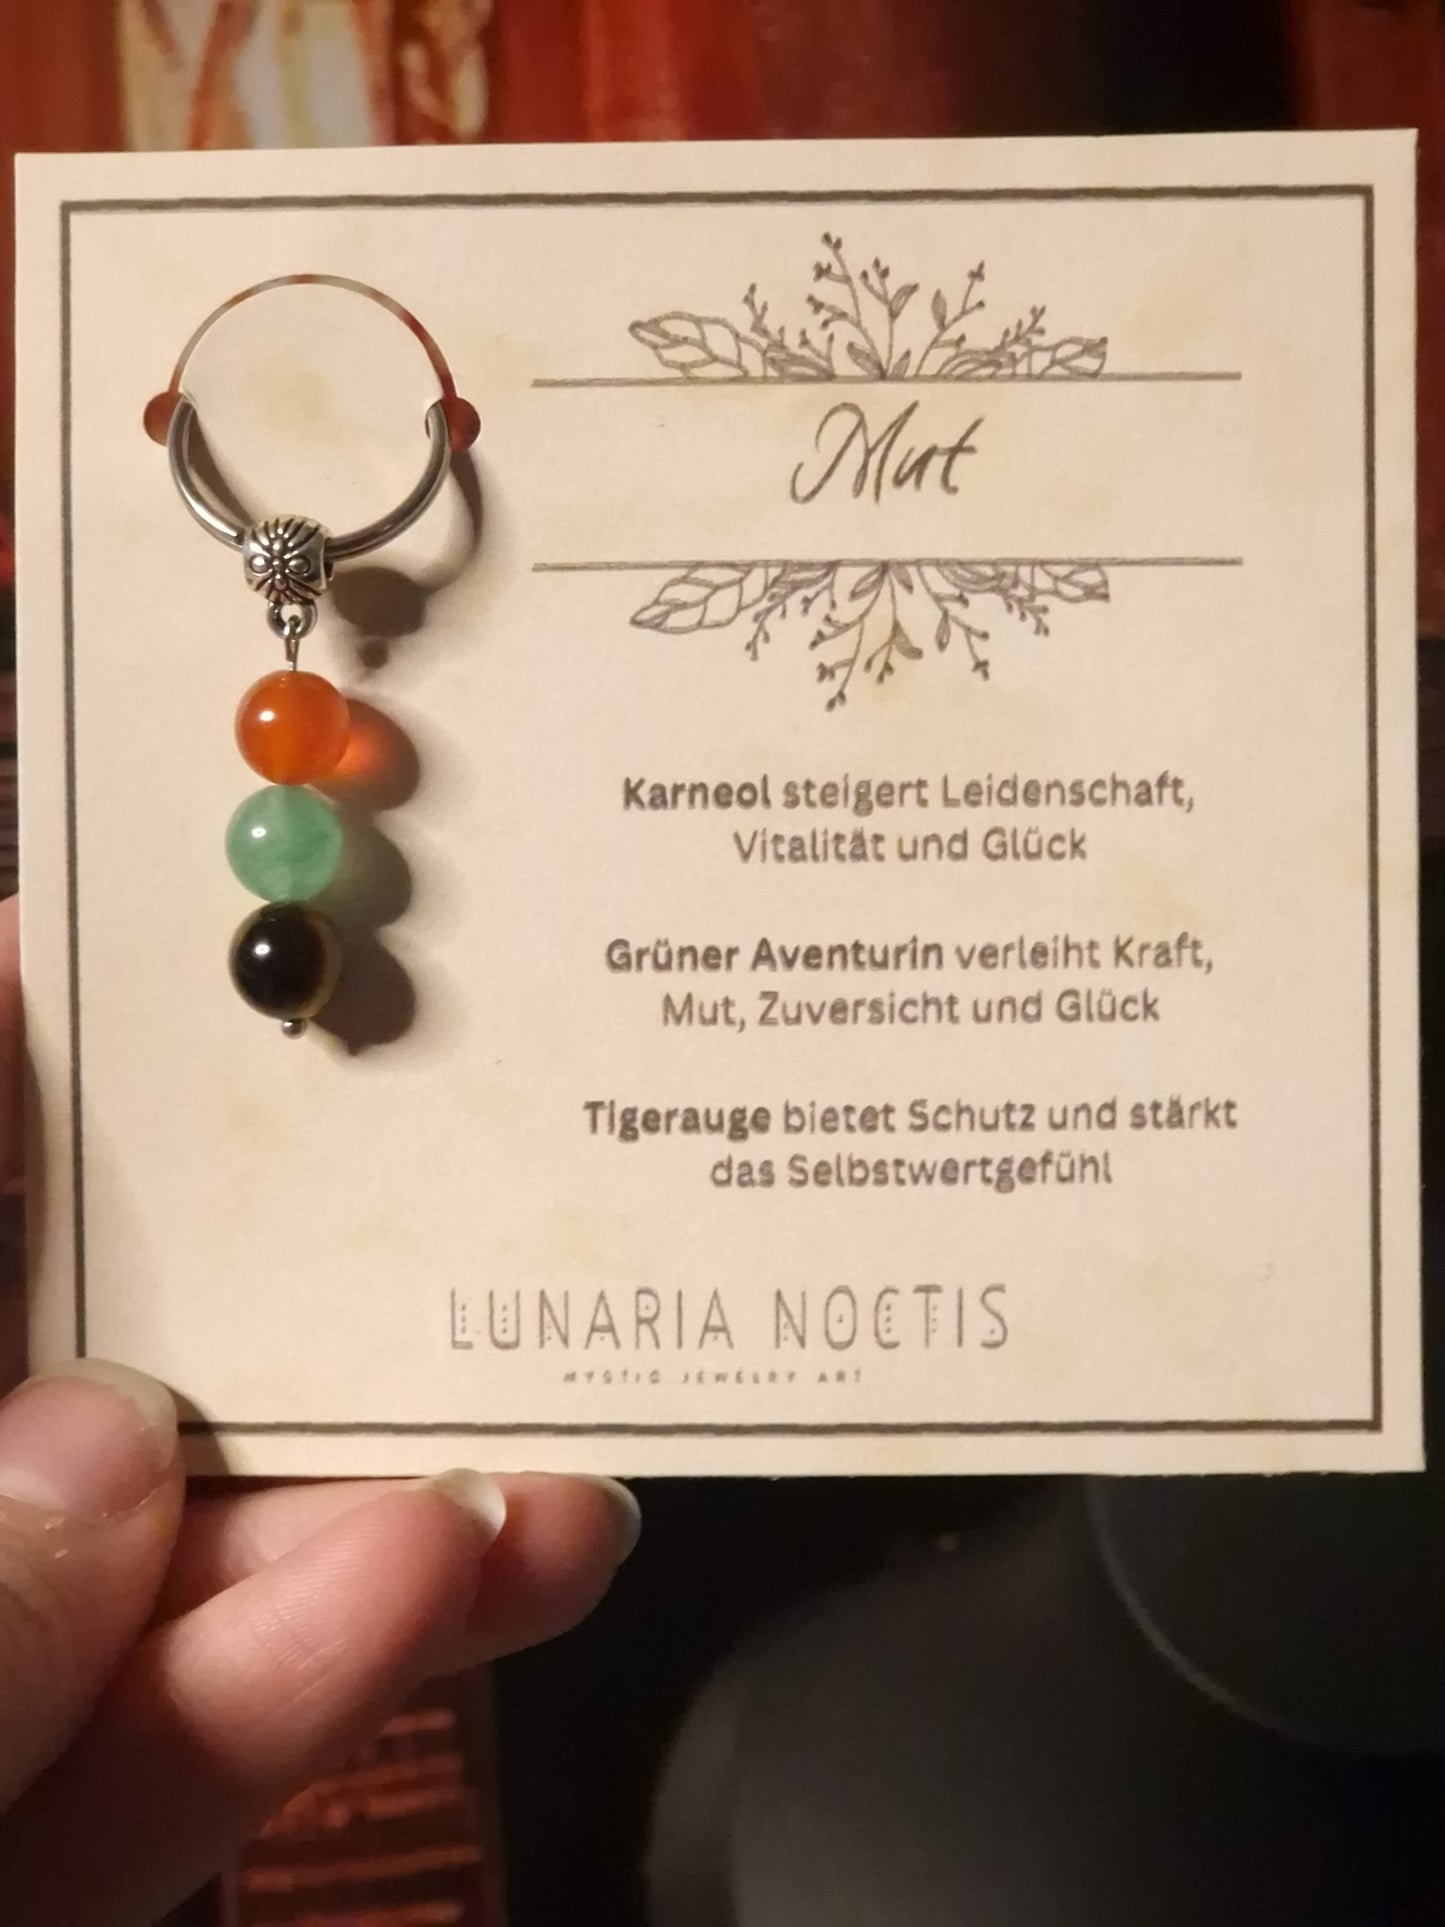 Mut
Karneol steigert Leidenschaft,
Vitalität und Glück
Grüner Aventurin verleiht Kraft,
Mut, Zuversicht und Glück
Tigerauge bietet Schutz und stärkt
das Selbstwertgefühl
LUNARIA NOCTIS
MYSTIC JEWELRY ART